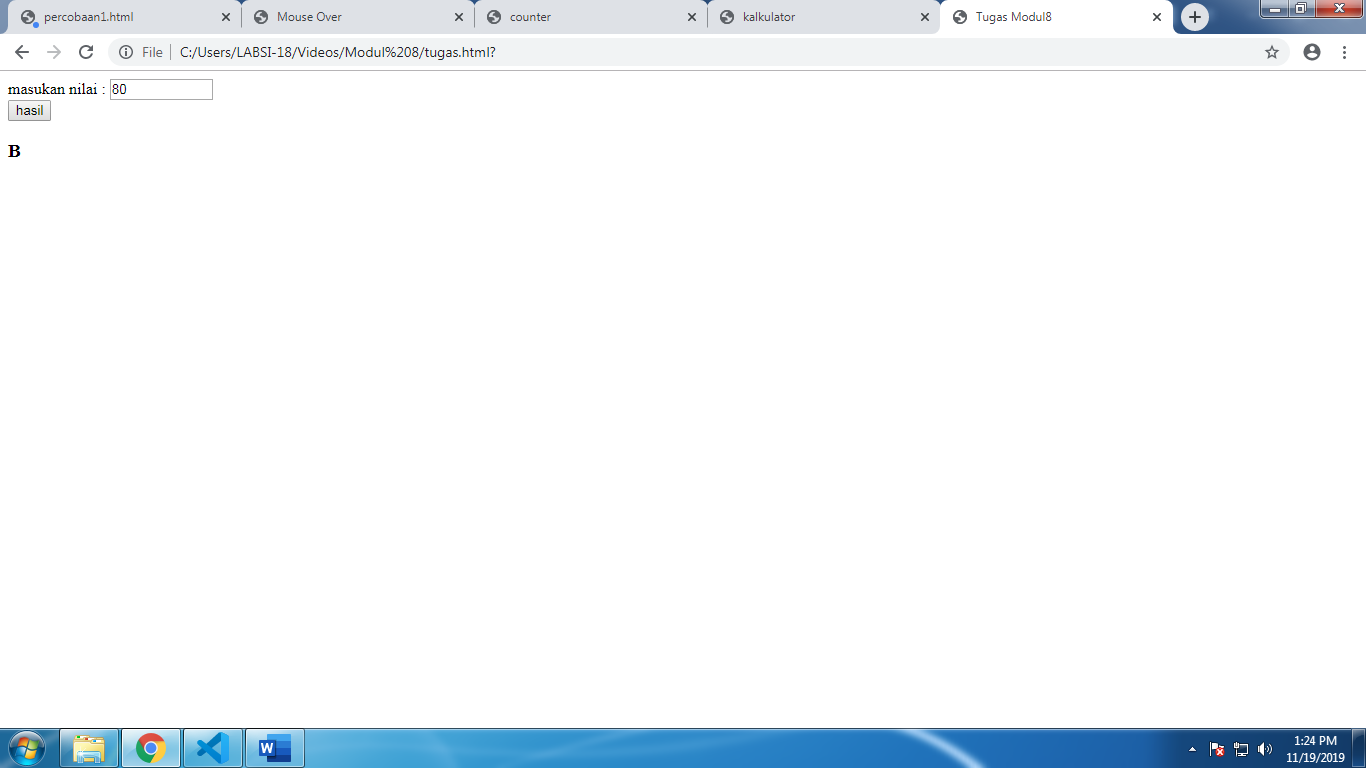 percobaan1.html
Mouse Over
counter
kalkulator
Tugas Modul8
File
C:/Users/LABSI-18/Videos/Modul%208/tugas.html?
masukan nilai : 80
hasil
B
1:24 PM
11/19/2019